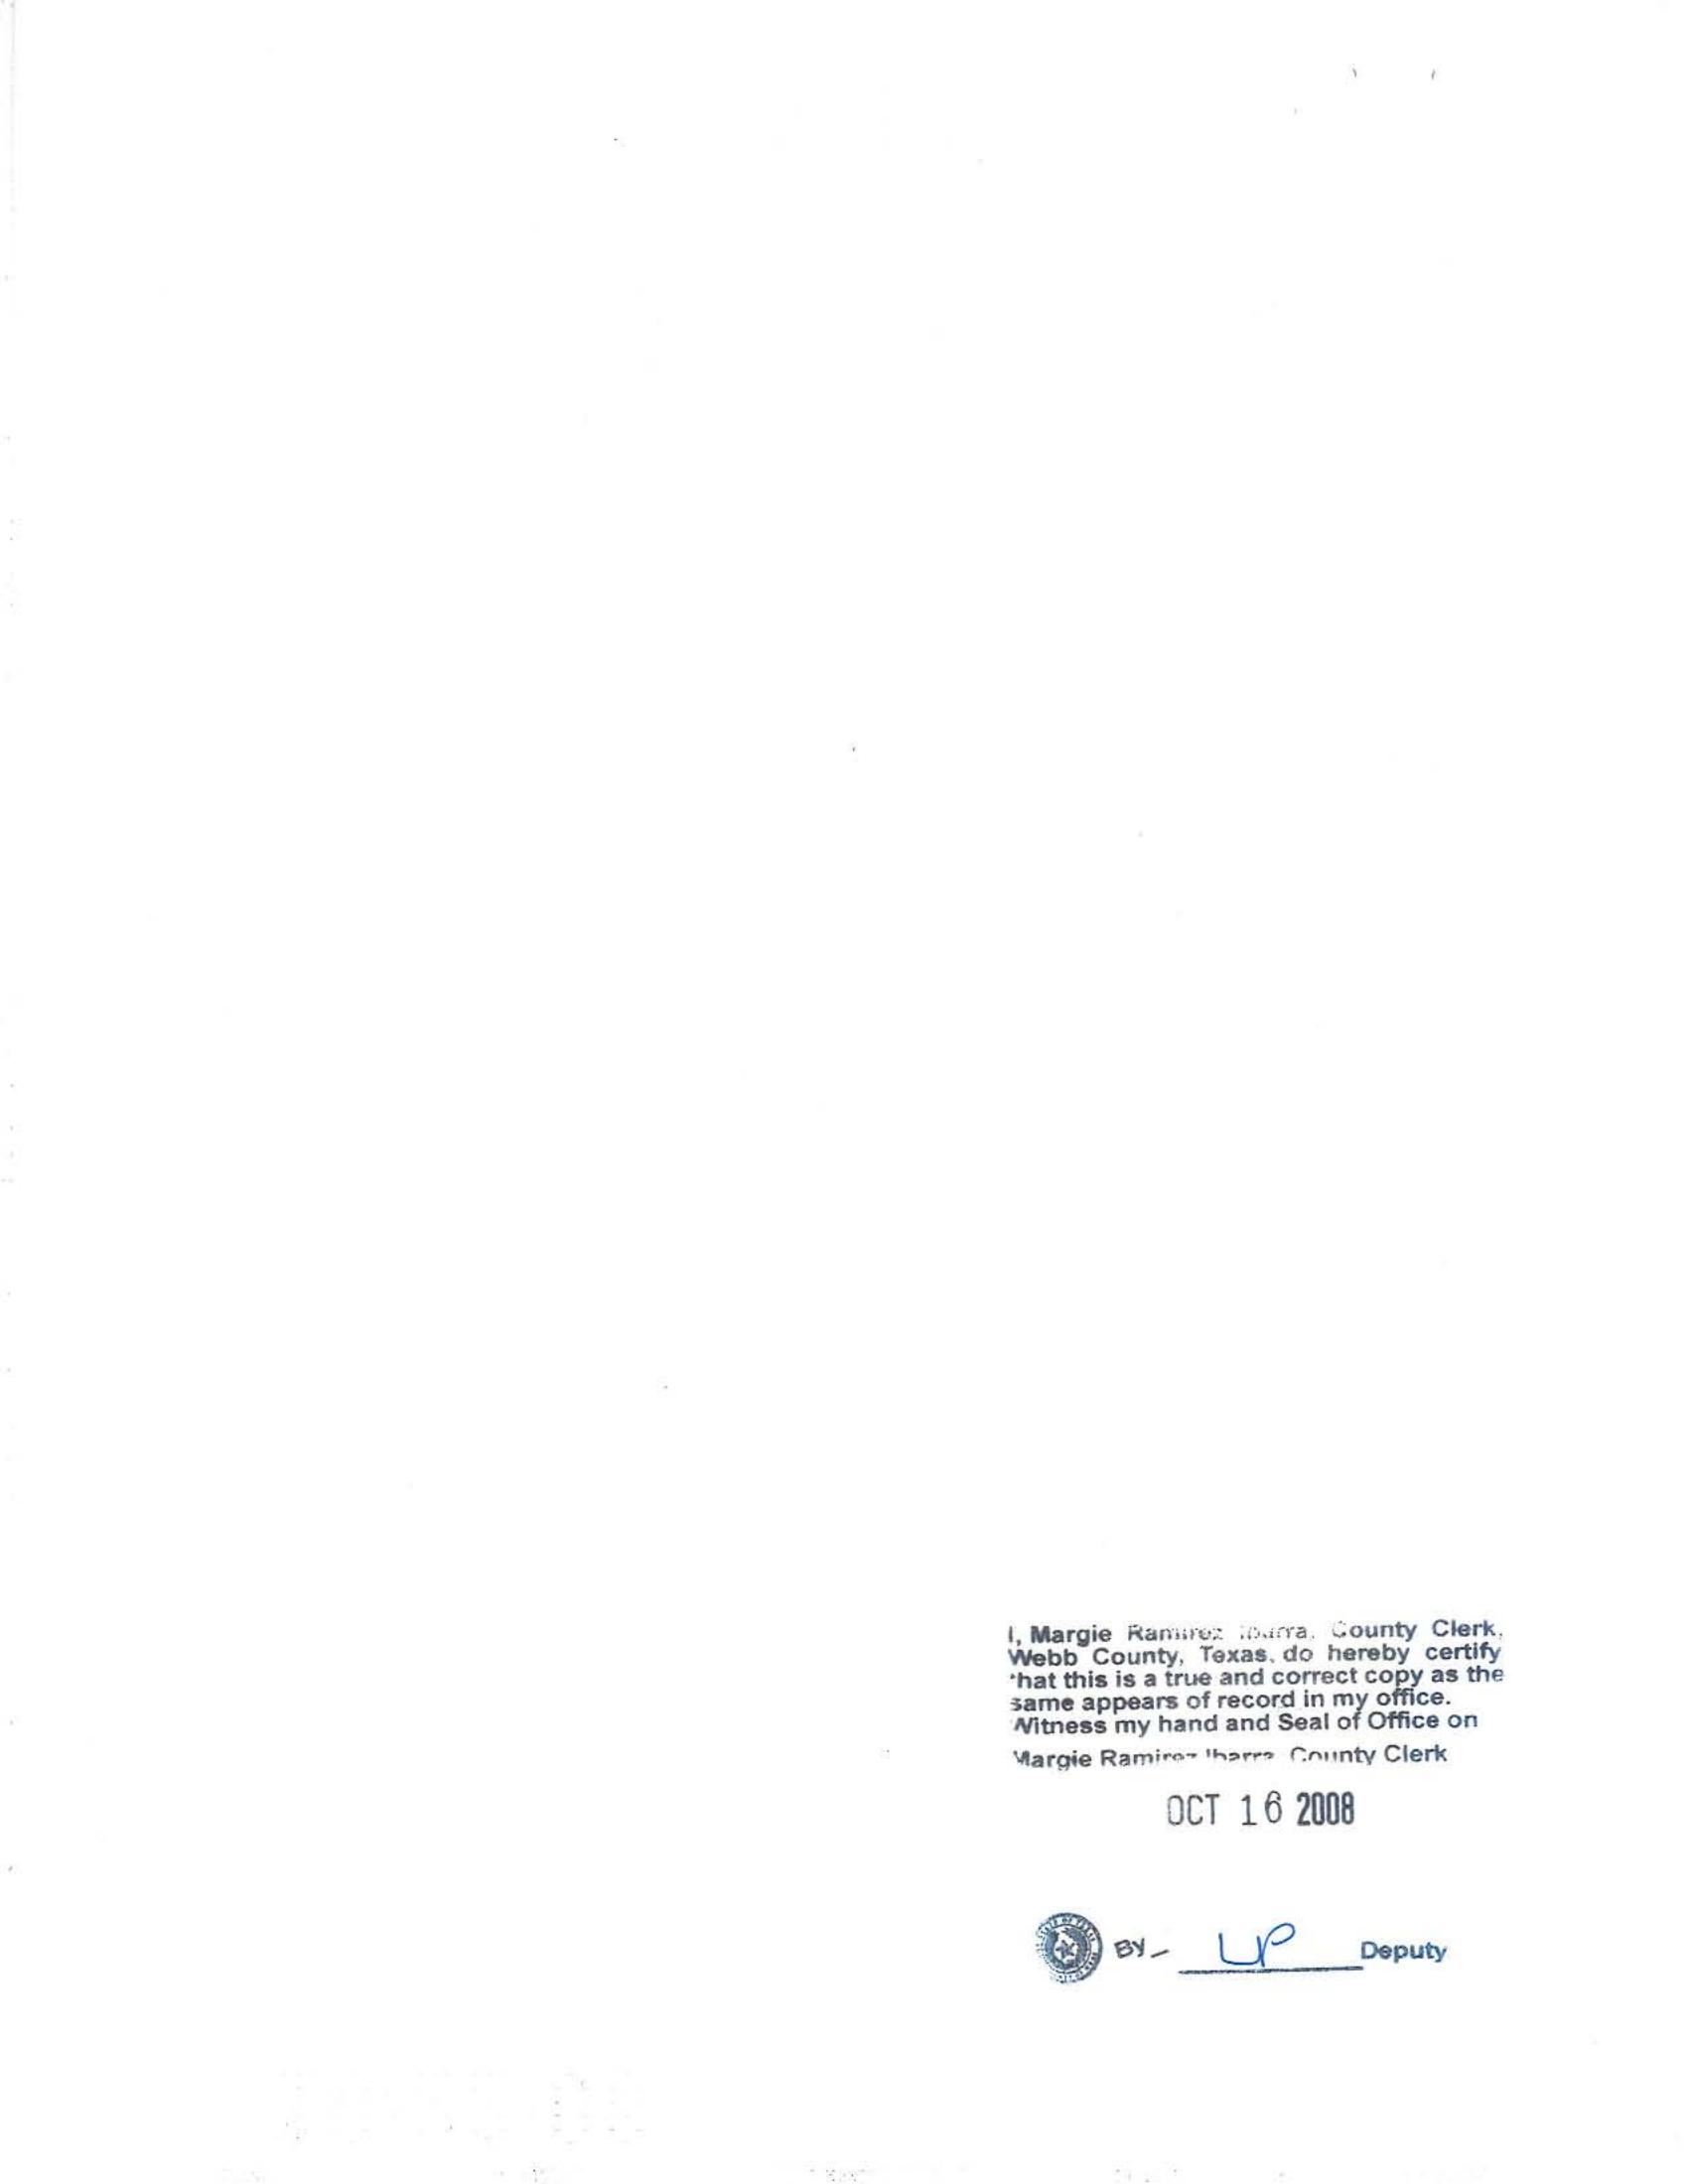 I, Margie Ramirez Ibarra, County Clerk,
Webb County, Texas, do hereby certify
that this is a true and correct copy as the
same appears of record in my office.
Witness my hand and Seal of Office on
Margie Ramirez Ibarra County Clerk
OCT 16 2008
BY- LP Deputy